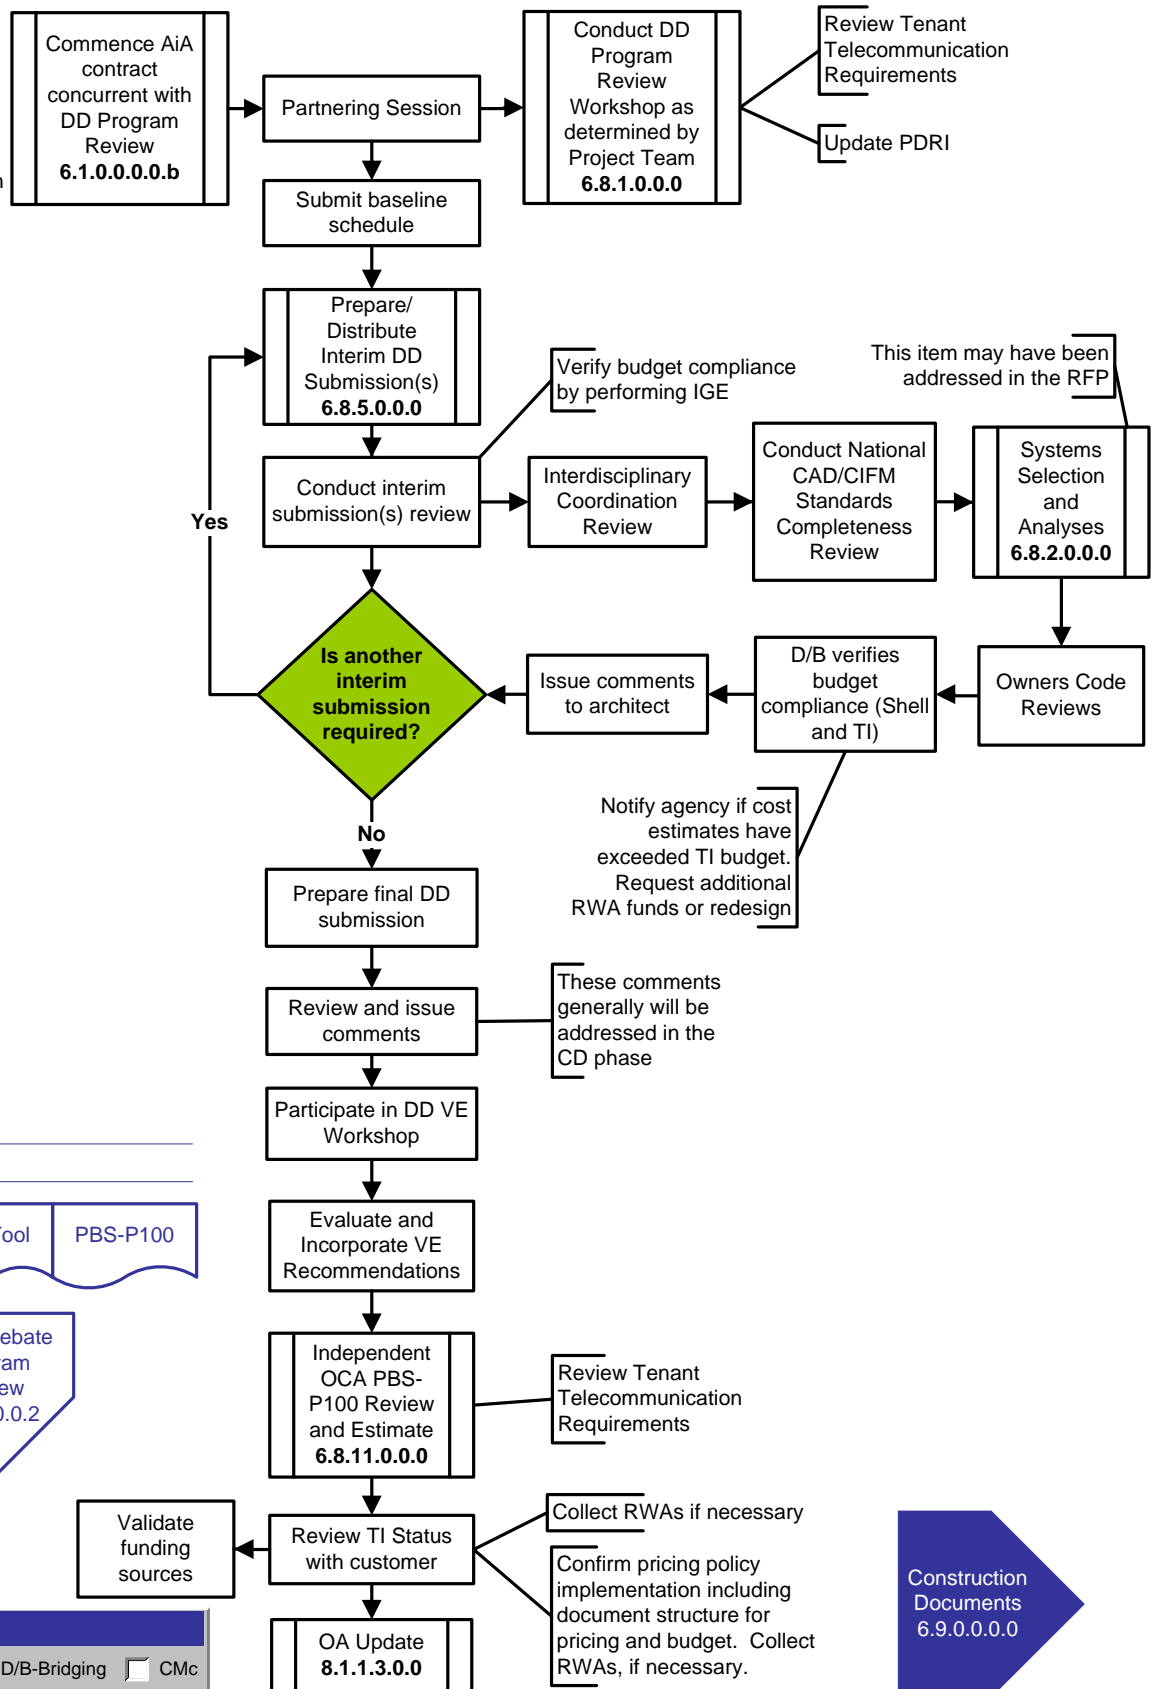 Commence AiA
contract
concurrent with
DD Program
Review
6.1.0.0.0.0.b
Partnering Session
Conduct DD
Program
Review
Workshop as
determined by
Project Team
6.8.1.0.0.0
Review Tenant
Telecommunication
Requirements
Update PDRI
Submit baseline
schedule
Prepare/
Distribute
Interim DD
Submission(s)
6.8.5.0.0.0
Verify budget compliance
by performing IGE
This item may have been
addressed in the RFP
Conduct interim
submission(s) review
Interdisciplinary
Coordination
Review
Conduct National
CAD/CIFM
Standards
Completeness
Review
Systems
Selection
and
Analyses
6.8.2.0.0.0
Yes
Is another
interim
submission
required?
Issue comments
to architect
D/B verifies
budget
compliance (Shell
and TI)
Owners Code
Reviews
Notify agency if cost
estimates have
exceeded TI budget.
Request additional
RWA funds or redesign
No
Prepare final DD
submission
Review and issue
comments
These comments
generally will be
addressed in the
CD phase
Participate in DD VE
Workshop
Evaluate and
Incorporate VE
Recommendations
ool
PBS-P100
ebate
ram
ew
0.0.2
Independent
OCA PBS-
P100 Review
and Estimate
6.8.11.0.0.0
Review Tenant
Telecommunication
Requirements
Validate
funding
sources
Review TI Status
with customer
Collect RWAs if necessary
Confirm pricing policy
implementation including
document structure for
pricing and budget. Collect
RWAs, if necessary.
Construction
Documents
6.9.0.0.0.0
OA Update
8.1.1.3.0.0
D/B-Bridging
CMc